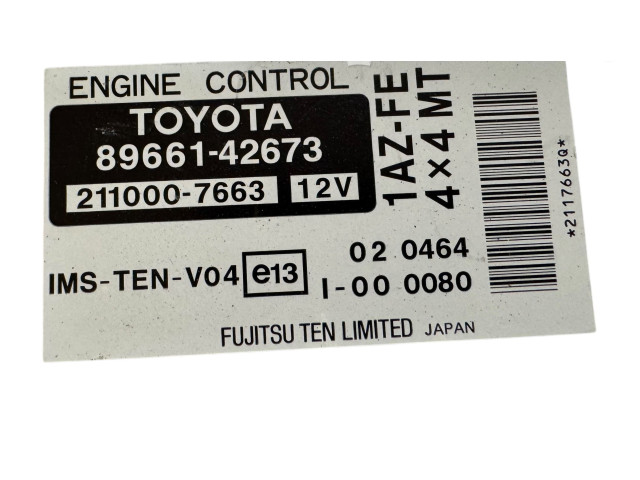 ENGINE CONTROL
TOYOTA
89661-42673
211000-7663 12V
1AZ-FE
4×4 MT
*2117663Q*
IMS-TEN-V04 e13
02 0464
I-00 0080
FUJITSU TEN LIMITED JAPAN